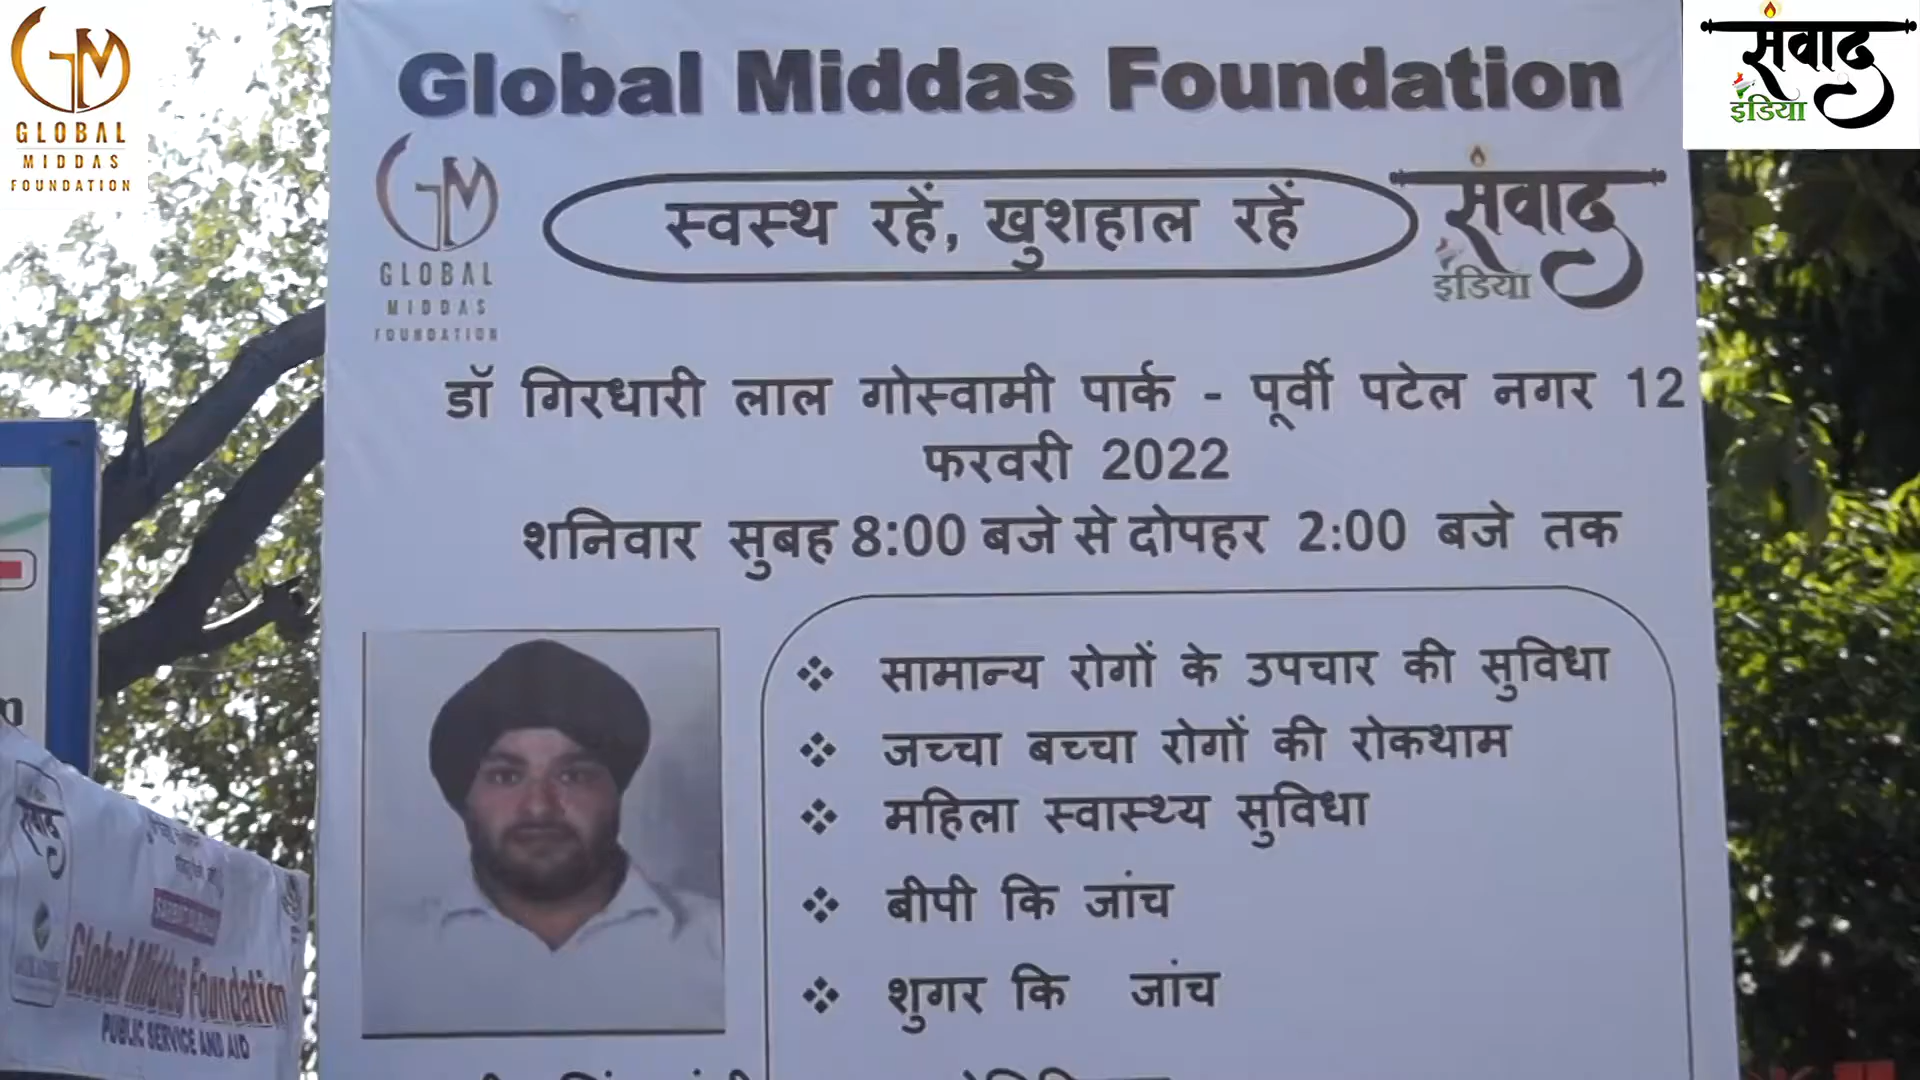 GM
GLOBAL
MIDDAS
FOUNDATION
संवाद
इंडिया
Global Middas Foundation
GM
GLOBAL
MIDDAS
FOUNDATION
स्वस्थ रहें, खुशहाल रहें
संवाद
इंडिया
डॉ गिरधारी लाल गोस्वामी पार्क - पूर्वी पटेल नगर 12
फरवरी 2022
शनिवार सुबह 8:00 बजे से दोपहर 2:00 बजे तक
❖ सामान्य रोगों के उपचार की सुविधा
❖ जच्चा बच्चा रोगों की रोकथाम
❖ महिला स्वास्थ्य सुविधा
❖ बीपी कि जांच
❖ शुगर कि जांच
संवाद
Global Middas Foundation
PUBLIC SERVICE AND AID